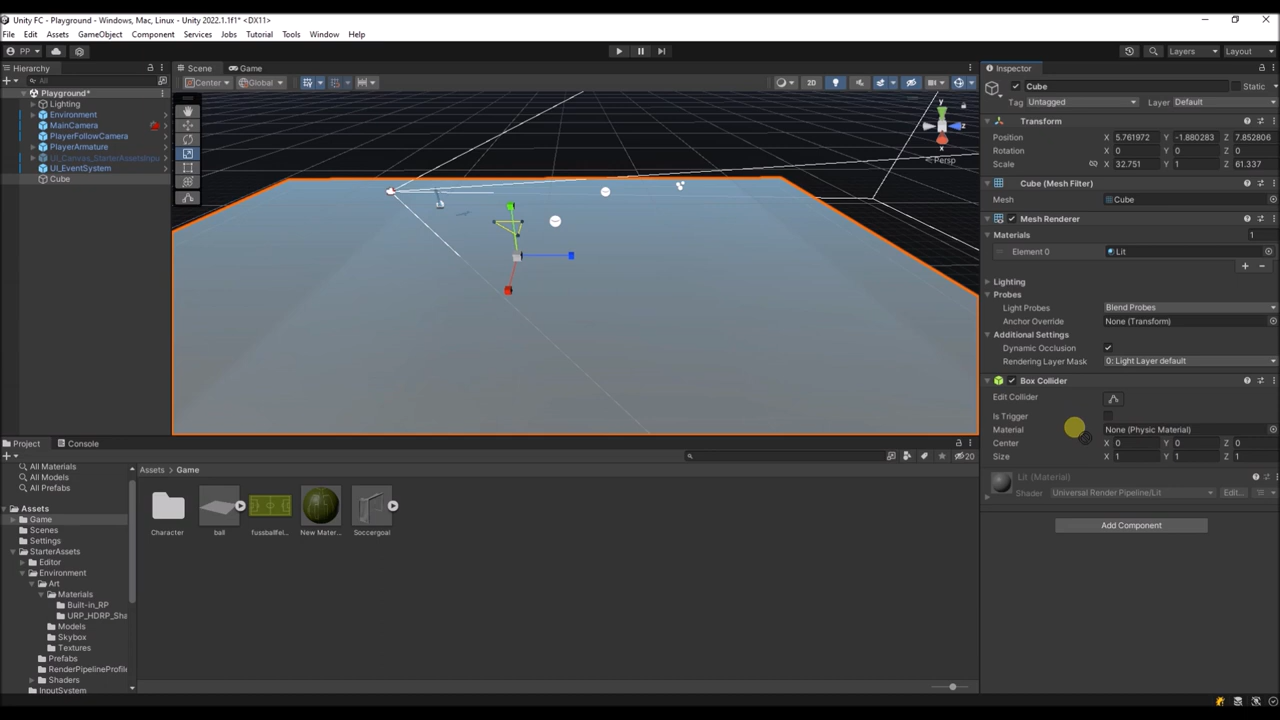 Unity FC - Playground - Windows, Mac, Linux - Unity 2022.1.1f1* <DX11>
File Edit Assets GameObject Component Services Jobs Tutorial Tools Window Help
PP Layers Layout
Hierarchy
All
Playground*
Lighting
Environment
MainCamera
PlayerFollowCamera
PlayerArmature
UI_Canvas_StarterAssetsInpu
UI_EventSystem
Cube
Scene Game
Center Global 2D
y
z
x
Persp
Inspector
Cube Static
Tag Untagged Layer Default
Transform
Position X 5.761972 Y -1.880283 Z 7.852806
Rotation X 0 Y 0 Z 0
Scale X 32.751 Y 1 Z 61.337
Cube (Mesh Filter)
Mesh Cube
Mesh Renderer
Materials 1
Element 0 Lit
Lighting
Probes
Light Probes Blend Probes
Anchor Override None (Transform)
Additional Settings
Dynamic Occlusion
Rendering Layer Mask 0: Light Layer default
Box Collider
Edit Collider
Is Trigger
Material None (Physic Material)
Center X 0 Y 0 Z 0
Size X 1 Y 1 Z 1
Lit (Material)
Shader Universal Render Pipeline/Lit Edit...
Add Component
Project Console
20
All Materials
All Models
All Prefabs
Assets
Game
Scenes
Settings
StarterAssets
Editor
Environment
Art
Materials
Built-in_RP
URP_HDRP_Sha
Models
Skybox
Textures
Prefabs
RenderPipelineProfile
Shaders
InputSystem
Assets > Game
Character ball fussballfel... New Mater... Soccergoal